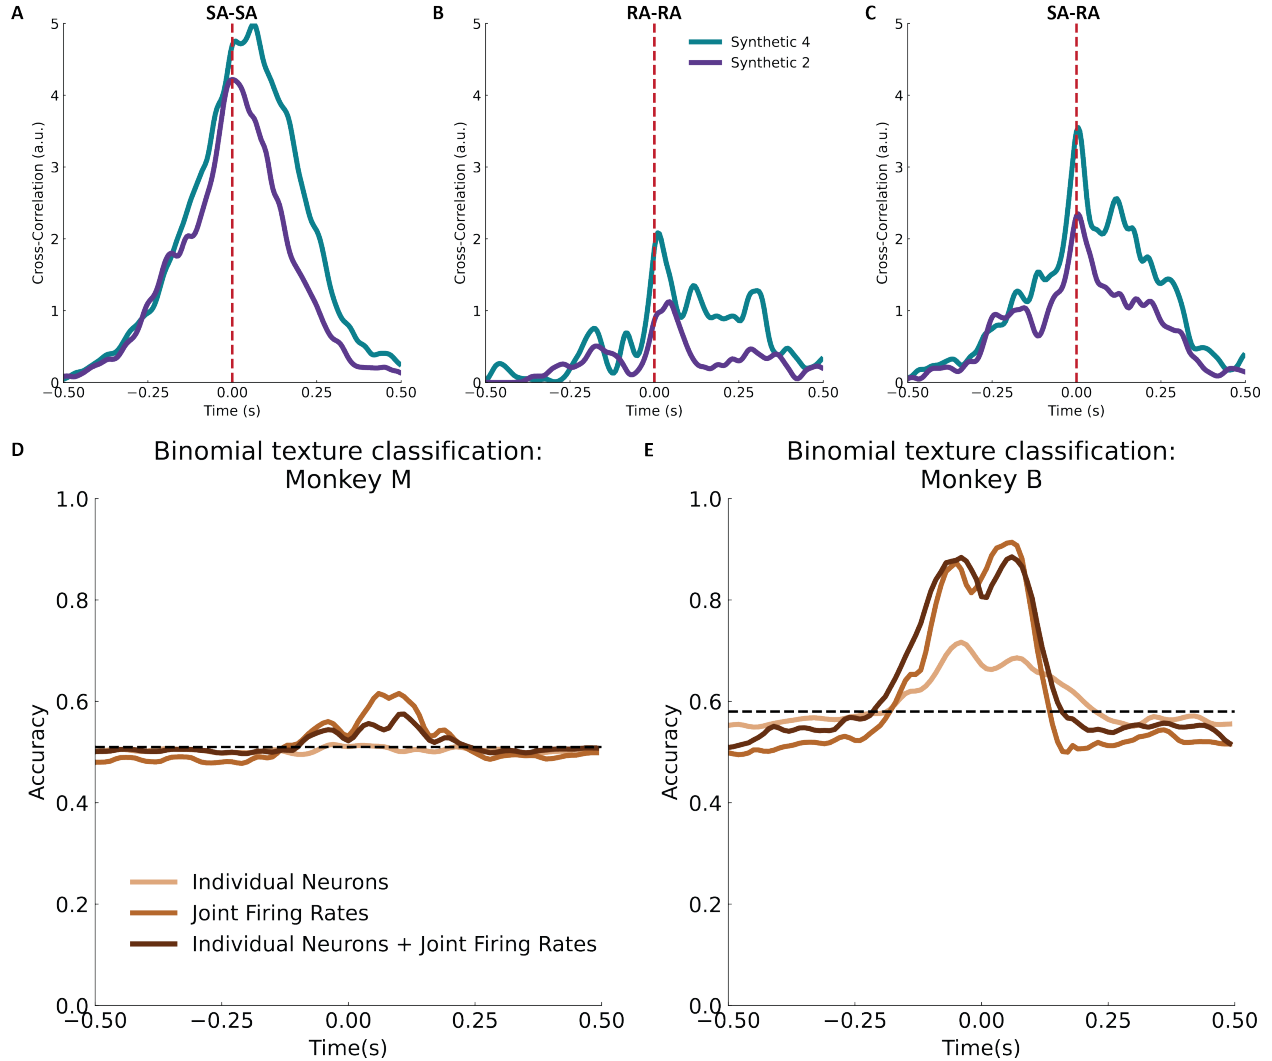 A
SA-SA
5
4
3
2
1
0
Cross-Correlation (a.u.)
−0.50
−0.25
0.00
0.25
0.50
Time (s)
B
RA-RA
Synthetic 4
Synthetic 2
5
4
3
2
1
0
Cross-Correlation (a.u.)
−0.50
−0.25
0.00
0.25
0.50
Time (s)
C
SA-RA
5
4
3
2
1
0
Cross-Correlation (a.u.)
−0.50
−0.25
0.00
0.25
0.50
Time (s)
D
Binomial texture classification:
Monkey M
1.0
0.8
0.6
0.4
0.2
0.0
Accuracy
Individual Neurons
Joint Firing Rates
Individual Neurons + Joint Firing Rates
−0.50
−0.25
0.00
0.25
0.50
Time(s)
E
Binomial texture classification:
Monkey B
1.0
0.8
0.6
0.4
0.2
0.0
Accuracy
−0.50
−0.25
0.00
0.25
0.50
Time(s)